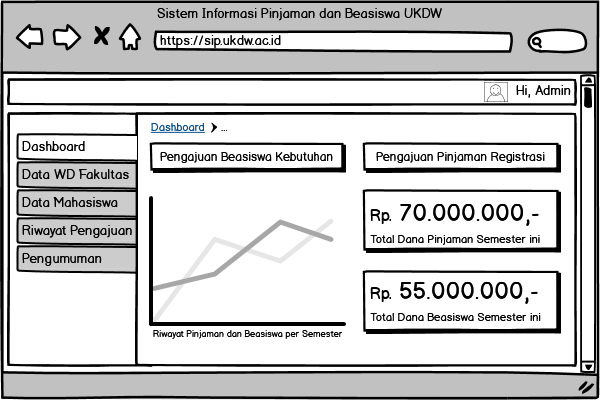 Sistem Informasi Pinjaman dan Beasiswa UKDW
https://sip.ukdw.ac.id
Hi, Admin
Dashboard
Data WD Fakultas
Data Mahasiswa
Riwayat Pengajuan
Pengumuman
Dashboard ❯ ...
Pengajuan Beasiswa Kebutuhan
Pengajuan Pinjaman Registrasi
Riwayat Pinjaman dan Beasiswa per Semester
Rp. 70.000.000,-
Total Dana Pinjaman Semester ini
Rp. 55.000.000,-
Total Dana Beasiswa Semester ini